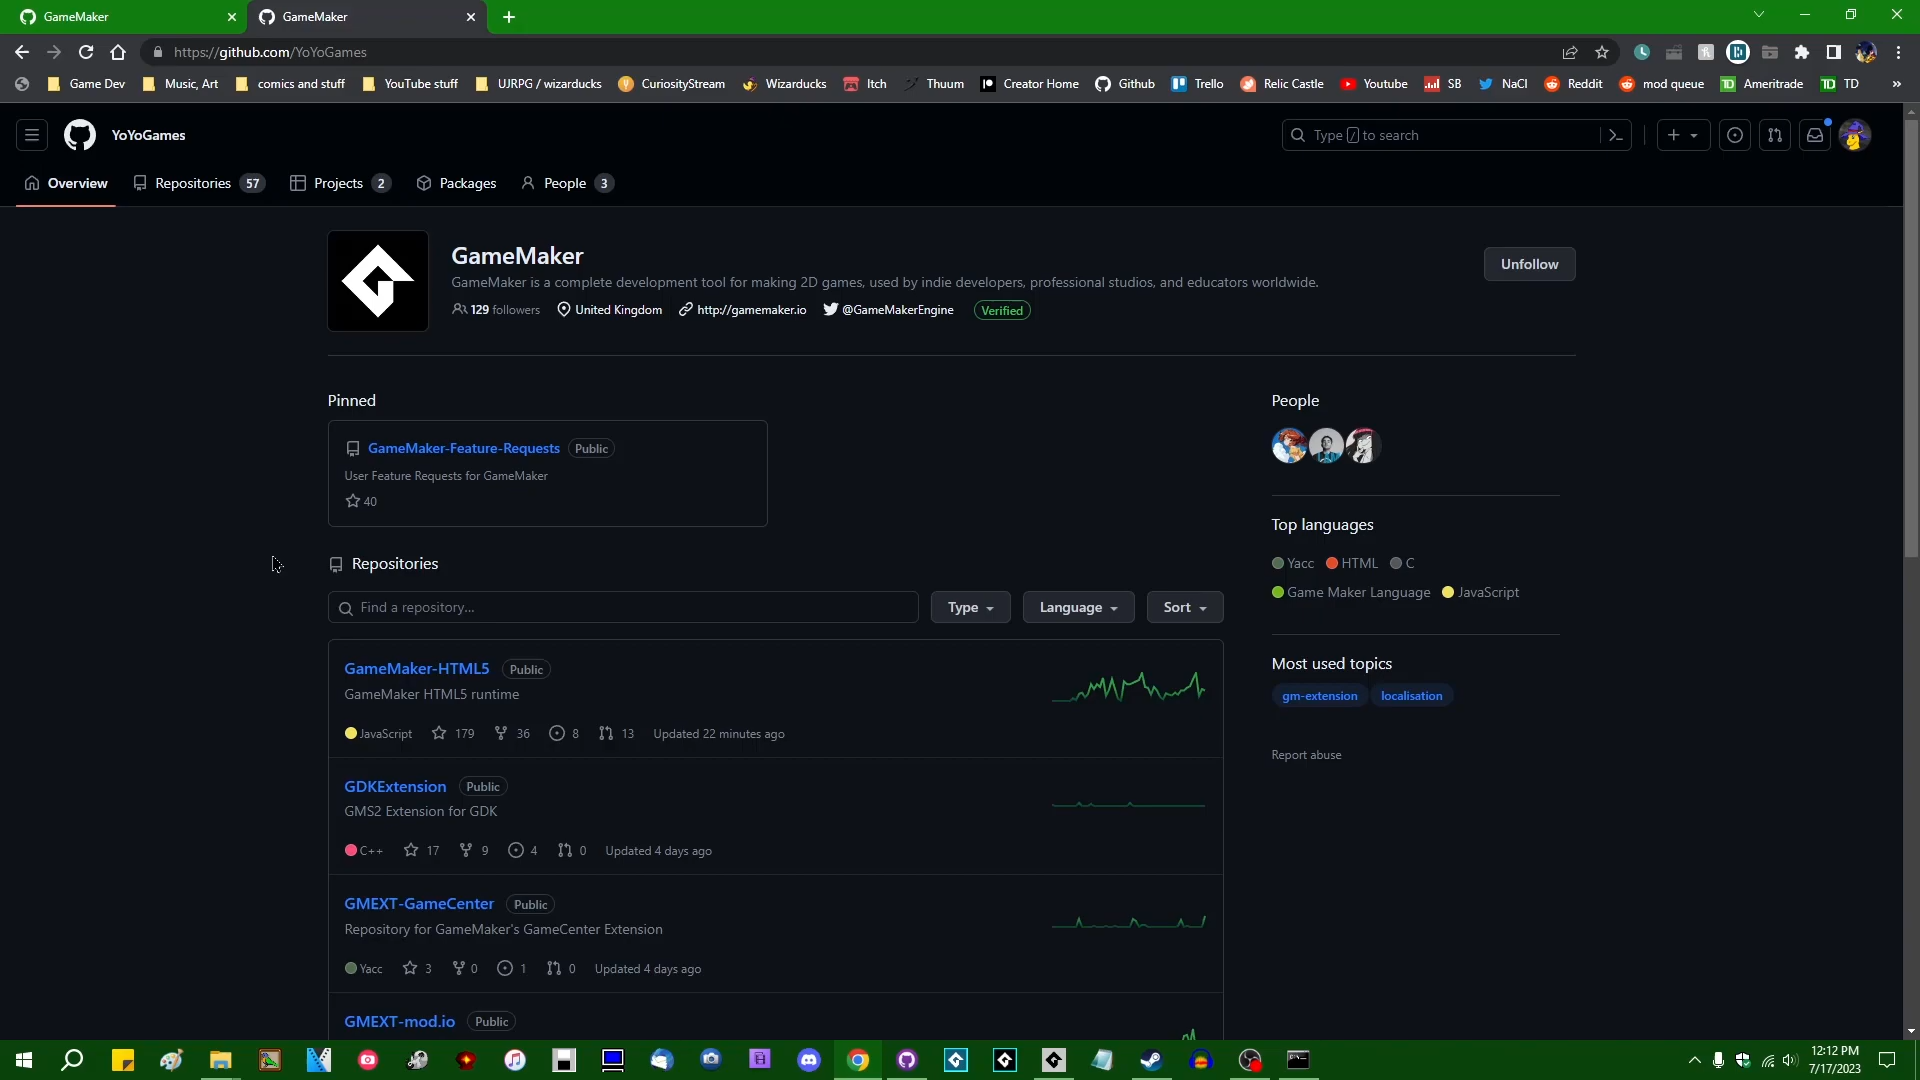 GameMaker
GameMaker
https://github.com/YoYoGames
Game Dev
Music, Art
comics and stuff
YouTube stuff
UJRPG / wizarducks
CuriosityStream
Wizarducks
Itch
Thuum
Creator Home
Github
Trello
Relic Castle
Youtube
SB
NaCl
Reddit
mod queue
Ameritrade
TD
YoYoGames
Type / to search
Overview
Repositories 57
Projects 2
Packages
People 3
GameMaker
GameMaker is a complete development tool for making 2D games, used by indie developers, professional studios, and educators worldwide.
129 followers United Kingdom http://gamemaker.io @GameMakerEngine Verified
Unfollow
Pinned
GameMaker-Feature-Requests Public
User Feature Requests for GameMaker
40
Repositories
Find a repository...
Type
Language
Sort
GameMaker-HTML5 Public
GameMaker HTML5 runtime
JavaScript 179 36 8 13 Updated 22 minutes ago
GDKExtension Public
GMS2 Extension for GDK
C++ 17 9 4 0 Updated 4 days ago
GMEXT-GameCenter Public
Repository for GameMaker's GameCenter Extension
Yacc 3 0 1 0 Updated 4 days ago
GMEXT-mod.io Public
People
Top languages
Yacc HTML C
Game Maker Language JavaScript
Most used topics
gm-extension localisation
Report abuse
12:12 PM
7/17/2023